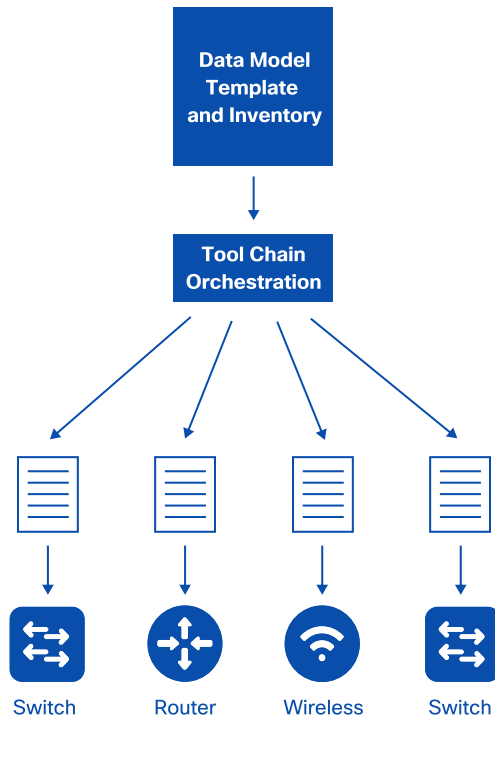 Data Model
Template
and Inventory
Tool Chain
Orchestration
Switch
Router
Wireless
Switch